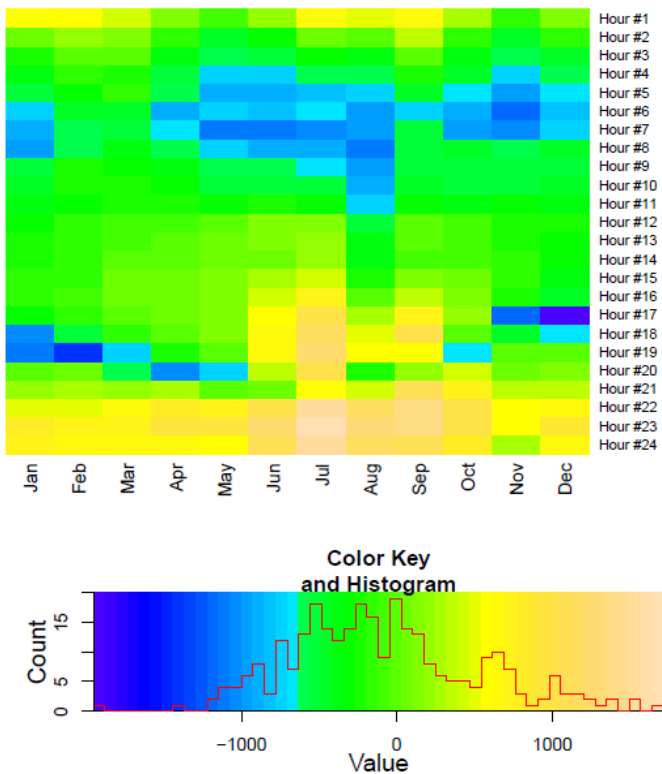 Hour #1
Hour #2
Hour #3
Hour #4
Hour #5
Hour #6
Hour #7
Hour #8
Hour #9
Hour #10
Hour #11
Hour #12
Hour #13
Hour #14
Hour #15
Hour #16
Hour #17
Hour #18
Hour #19
Hour #20
Hour #21
Hour #22
Hour #23
Hour #24
Jan Feb Mar Apr May Jun Jul Aug Sep Oct Nov Dec
Color Key
and Histogram
Count
0 5 15
−1000 0 1000
Value